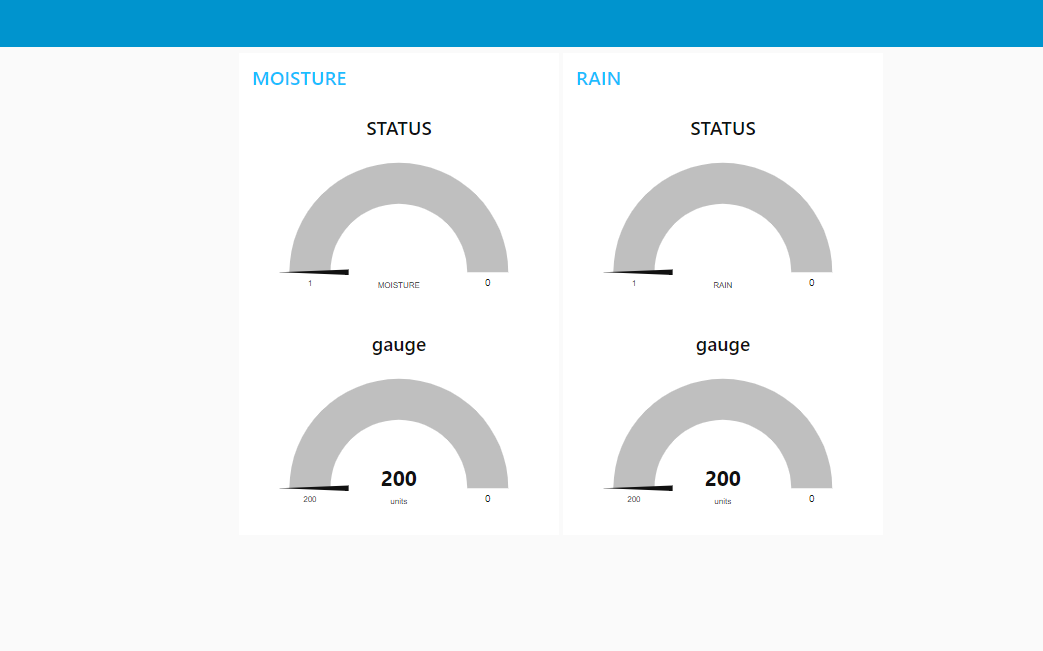 MOISTURE
STATUS
1
MOISTURE
0
gauge
200
200
units
0
RAIN
STATUS
1
RAIN
0
gauge
200
200
units
0